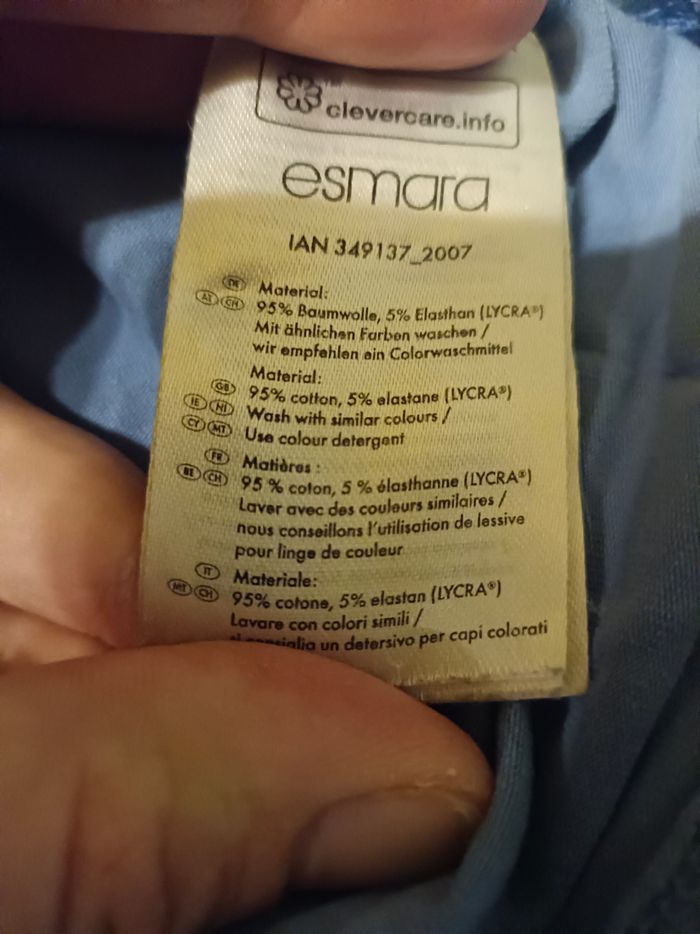 clevercare.info
esmara
IAN 349137_2007
DE Material:
AT CH 95% Baumwolle, 5% Elasthan (LYCRA®)
Mit ähnlichen Farben waschen /
wir empfehlen ein Colorwaschmittel
Material:
GB 95% cotton, 5% elastane (LYCRA®)
IE NI Wash with similar colours /
CY MT Use colour detergent
FR Matières :
BE CH 95 % coton, 5 % élasthanne (LYCRA®)
Laver avec des couleurs similaires /
nous conseillons l'utilisation de lessive
pour linge de couleur
IT Materiale:
MT CH 95% cotone, 5% elastan (LYCRA®)
Lavare con colori simili /
si consiglia un detersivo per capi colorati